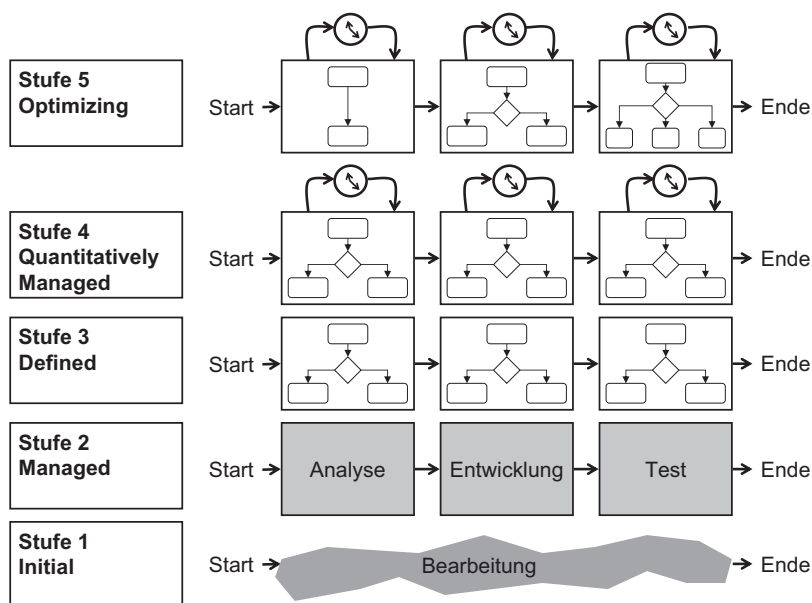 Stufe 5
Optimizing
Start
Ende
Stufe 4
Quantitatively
Managed
Start
Ende
Stufe 3
Defined
Start
Ende
Stufe 2
Managed
Start
Analyse
Entwicklung
Test
Ende
Stufe 1
Initial
Start
Bearbeitung
Ende